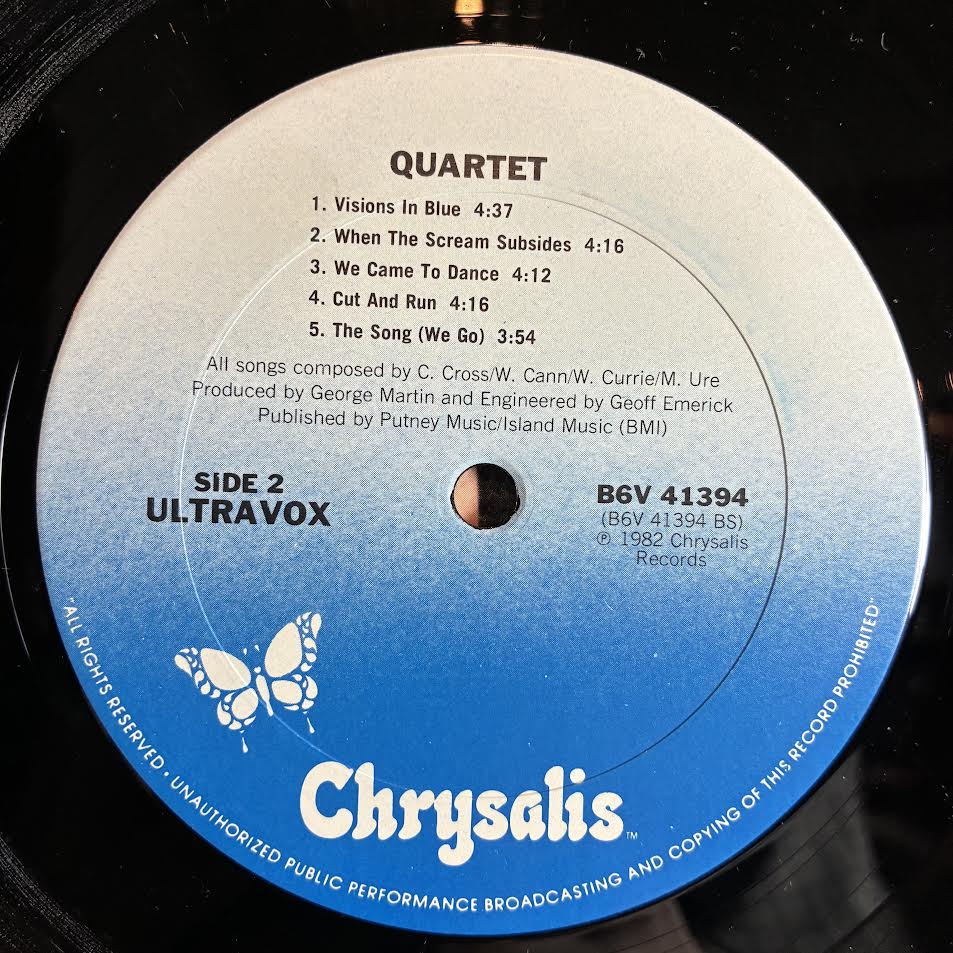 QUARTET
1. Visions In Blue 4:37
2. When The Scream Subsides 4:16
3. We Came To Dance 4:12
4. Cut And Run 4:16
5. The Song (We Go) 3:54
All songs composed by C. Cross/W. Cann/W. Currie/M. Ure
Produced by George Martin and Engineered by Geoff Emerick
Published by Putney Music/Island Music (BMI)
SIDE 2
ULTRAVOX
B6V 41394
(B6V 41394 BS)
℗ 1982 Chrysalis
Records
Chrysalis™
"ALL RIGHTS RESERVED · UNAUTHORIZED PUBLIC PERFORMANCE BROADCASTING AND COPYING OF THIS RECORD PROHIBITED"